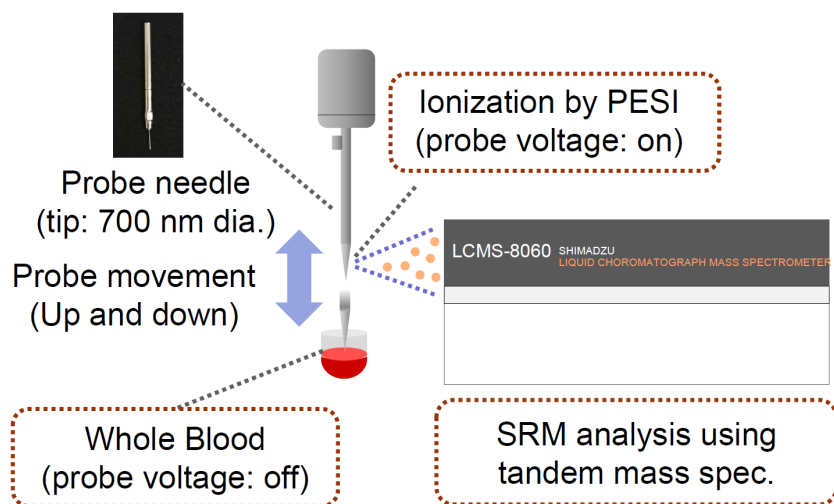 Ionization by PESI
(probe voltage: on)
Probe needle
(tip: 700 nm dia.)
Probe movement
(Up and down)
LCMS-8060 SHIMADZU
LIQUID CHOROMATOGRAPH MASS SPECTROMETER
Whole Blood
(probe voltage: off)
SRM analysis using
tandem mass spec.